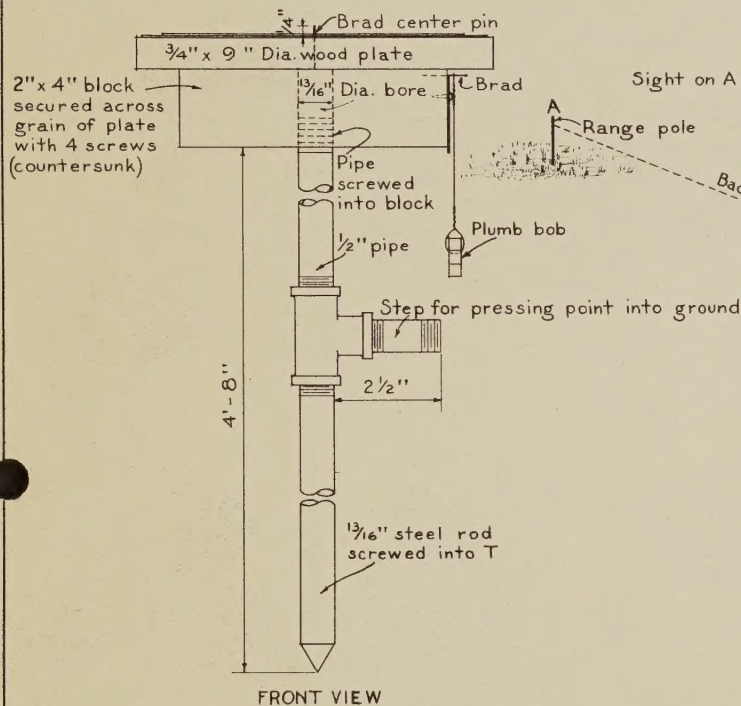 1/4"
Brad center pin
3/4" x 9" Dia. wood plate
2" x 4" block
secured across
grain of plate
with 4 screws
(countersunk)
13/16"
Dia. bore
Brad
Sight on A
A
Range pole
Pipe
screwed
into block
Plumb bob
1/2" pipe
Step for pressing point into ground
2 1/2"
4'-8"
13/16" steel rod
screwed into T
FRONT VIEW